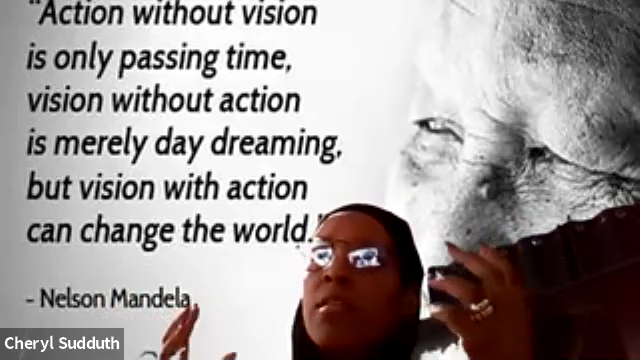 "Action without vision
is only passing time,
vision without action
is merely day dreaming,
but vision with action
can change the world."
- Nelson Mandela
Cheryl Sudduth